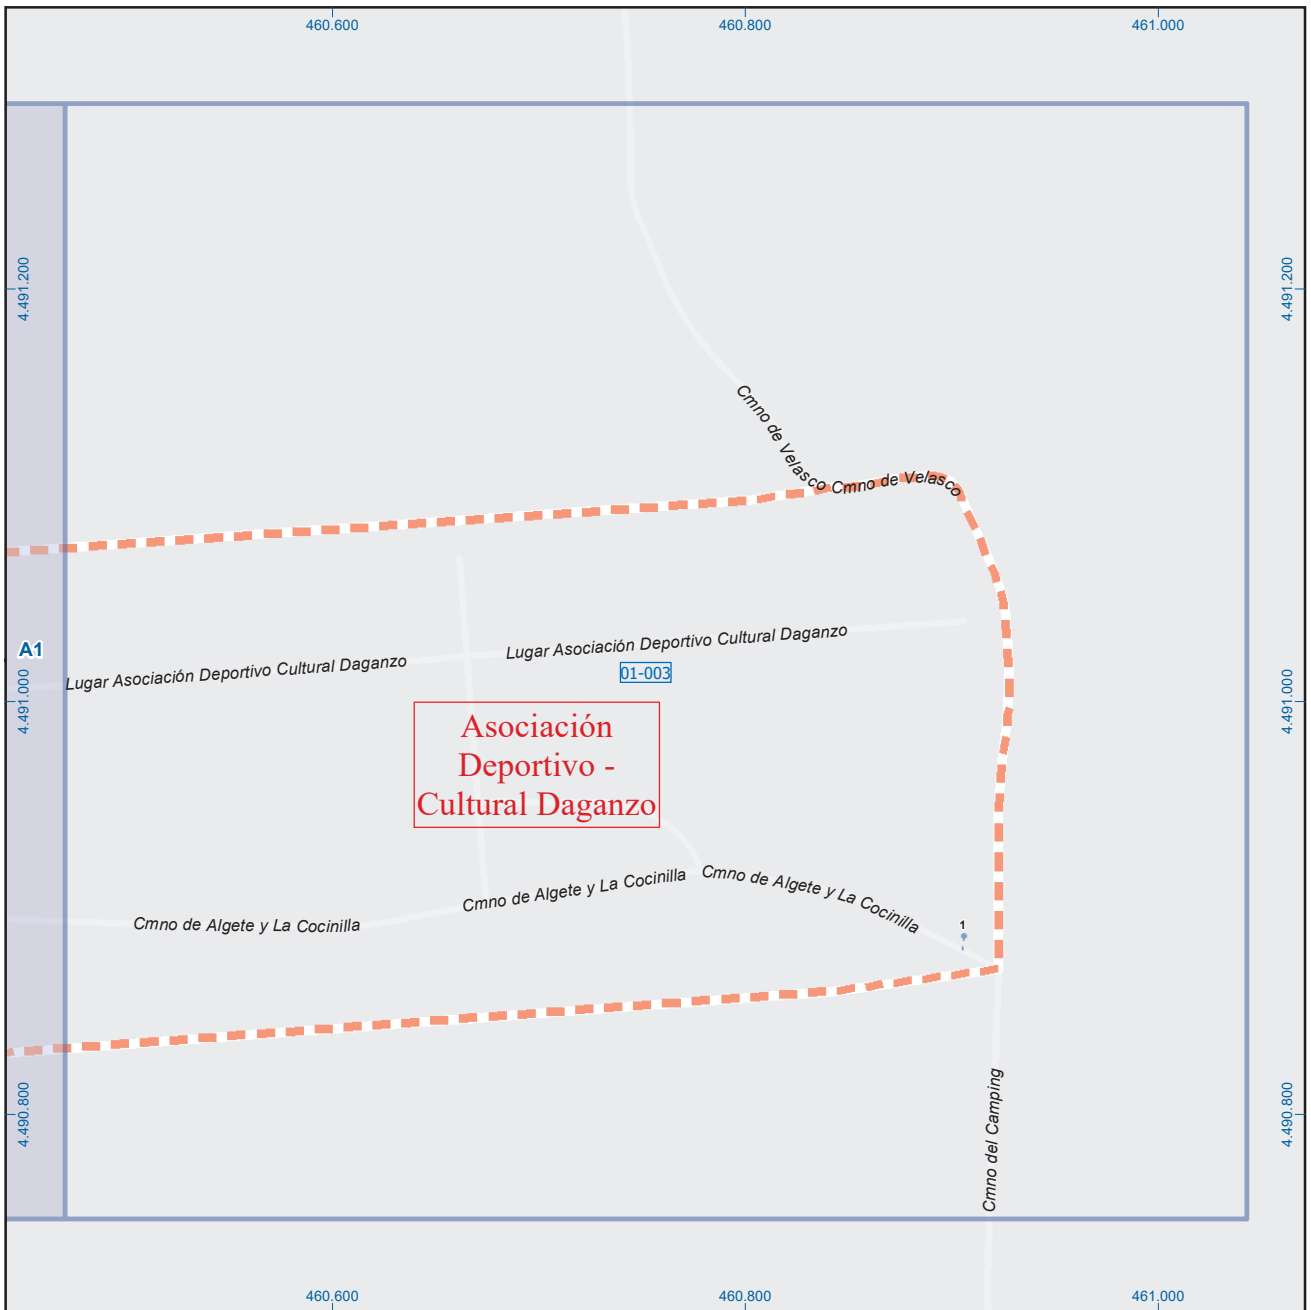 460.600
460.800
461.000
4.491.200
4.491.200
Cmno de Velasco
Cmno de Velasco
A1
Lugar Asociación Deportivo Cultural Daganzo
Lugar Asociación Deportivo Cultural Daganzo
01-003
4.491.000
4.491.000
Asociación
Deportivo -
Cultural Daganzo
Cmno de Algete y La Cocinilla
Cmno de Algete y La Cocinilla
Cmno de Algete y La Cocinilla
1
4.490.800
4.490.800
Cmno del Camping
460.600
460.800
461.000